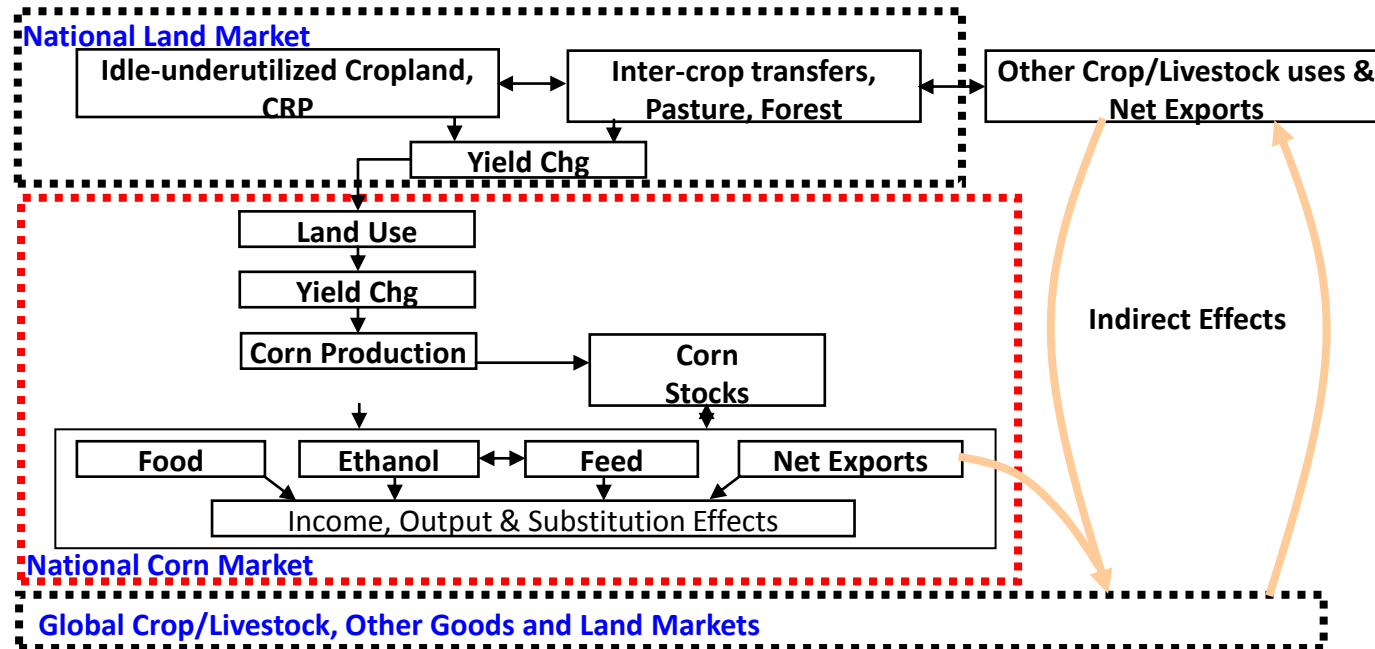 National Land Market
Idle-underutilized Cropland,
CRP
Inter-crop transfers,
Pasture, Forest
Other Crop/Livestock uses &
Net Exports
Yield Chg
Land Use
Yield Chg
Corn Production
Corn
Stocks
Indirect Effects
Food
Ethanol
Feed
Net Exports
Income, Output & Substitution Effects
National Corn Market
Global Crop/Livestock, Other Goods and Land Markets